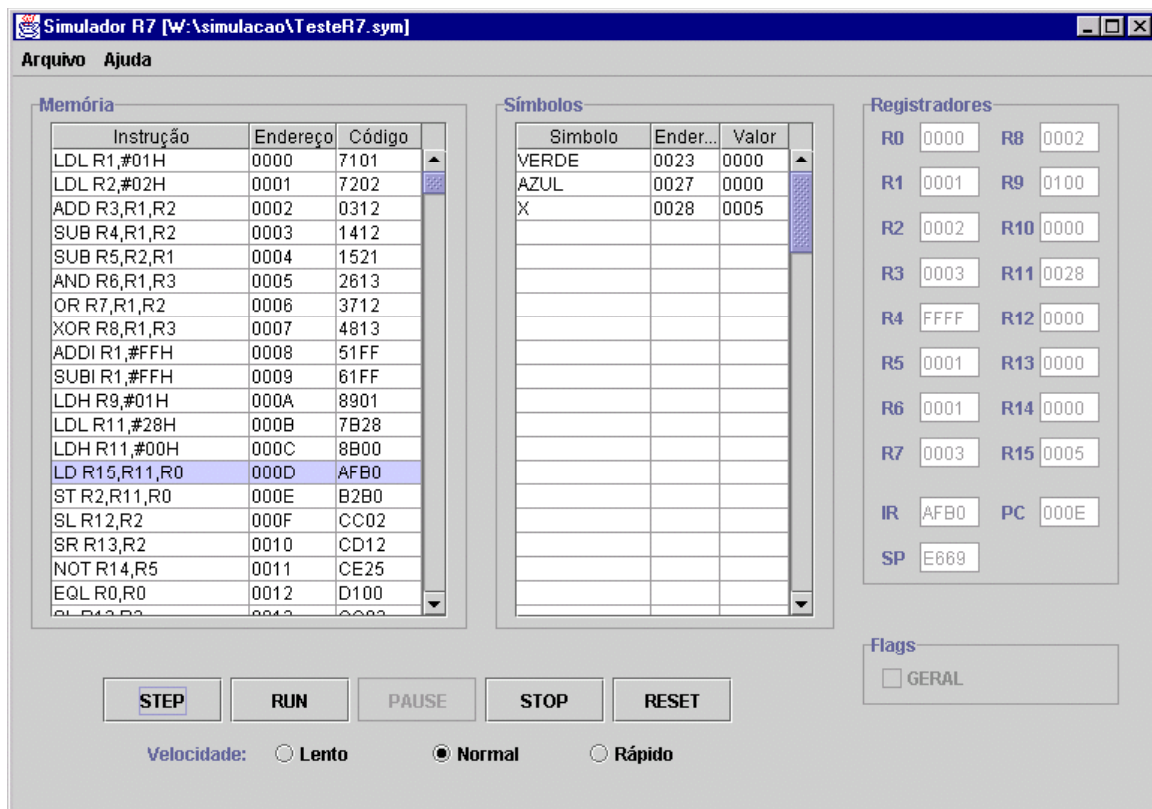 Simulador R7 [W:\simulacao\TesteR7.sym]
Arquivo Ajuda
Memória
Instrução Endereço Código
LDL R1,#01H 0000 7101
LDL R2,#02H 0001 7202
ADD R3,R1,R2 0002 0312
SUB R4,R1,R2 0003 1412
SUB R5,R2,R1 0004 1521
AND R6,R1,R3 0005 2613
OR R7,R1,R2 0006 3712
XOR R8,R1,R3 0007 4813
ADDI R1,#FFH 0008 51FF
SUBI R1,#FFH 0009 61FF
LDH R9,#01H 000A 8901
LDL R11,#28H 000B 7B28
LDH R11,#00H 000C 8B00
LD R15,R11,R0 000D AFB0
ST R2,R11,R0 000E B2B0
SL R12,R2 000F CC02
SR R13,R2 0010 CD12
NOT R14,R5 0011 CE25
EQL R0,R0 0012 D100
Símbolos
Simbolo Ender... Valor
VERDE 0023 0000
AZUL 0027 0000
X 0028 0005
Registradores
R0 0000 R8 0002
R1 0001 R9 0100
R2 0002 R10 0000
R3 0003 R11 0028
R4 FFFF R12 0000
R5 0001 R13 0000
R6 0001 R14 0000
R7 0003 R15 0005
IR AFB0 PC 000E
SP E669
Flags
GERAL
STEP RUN PAUSE STOP RESET
Velocidade: Lento Normal Rápido